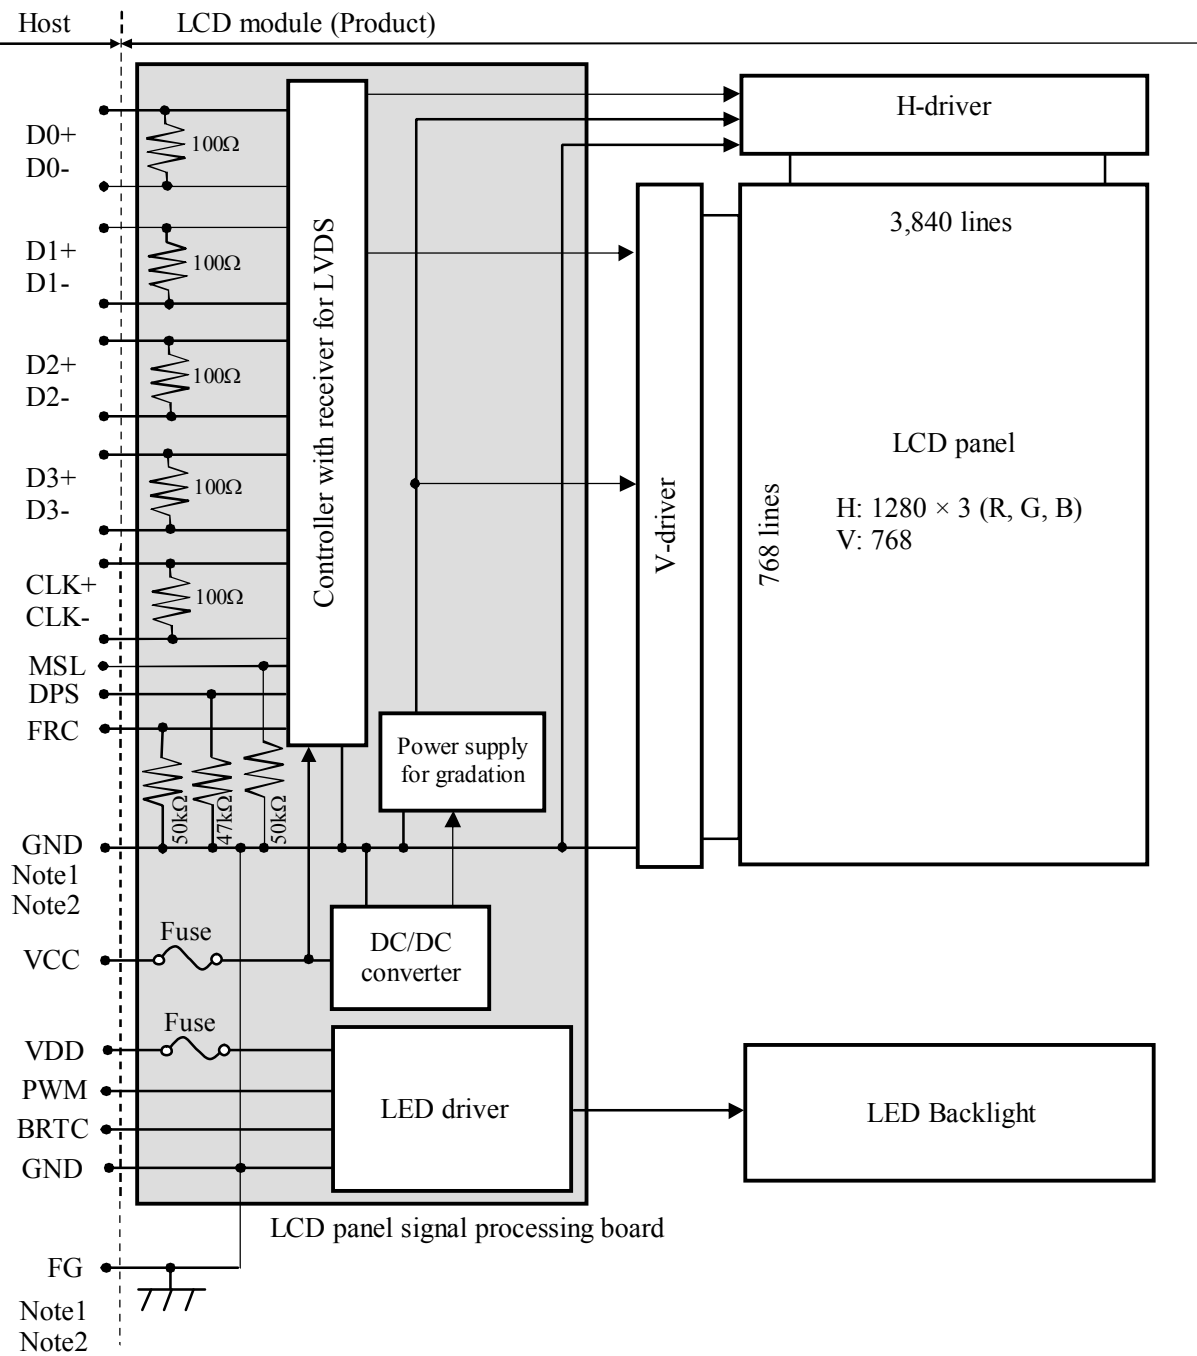 Host
LCD module (Product)
D0+
D0-
100Ω
D1+
D1-
100Ω
D2+
D2-
100Ω
D3+
D3-
100Ω
CLK+
CLK-
100Ω
MSL
DPS
FRC
50kΩ
47kΩ
50kΩ
Controller with receiver for LVDS
H-driver
3,840 lines
768 lines
V-driver
LCD panel
H: 1280 × 3 (R, G, B)
V: 768
Power supply
for gradation
GND
Note1
Note2
VCC
Fuse
DC/DC
converter
VDD
Fuse
PWM
BRTC
GND
LED driver
LED Backlight
LCD panel signal processing board
FG
Note1
Note2